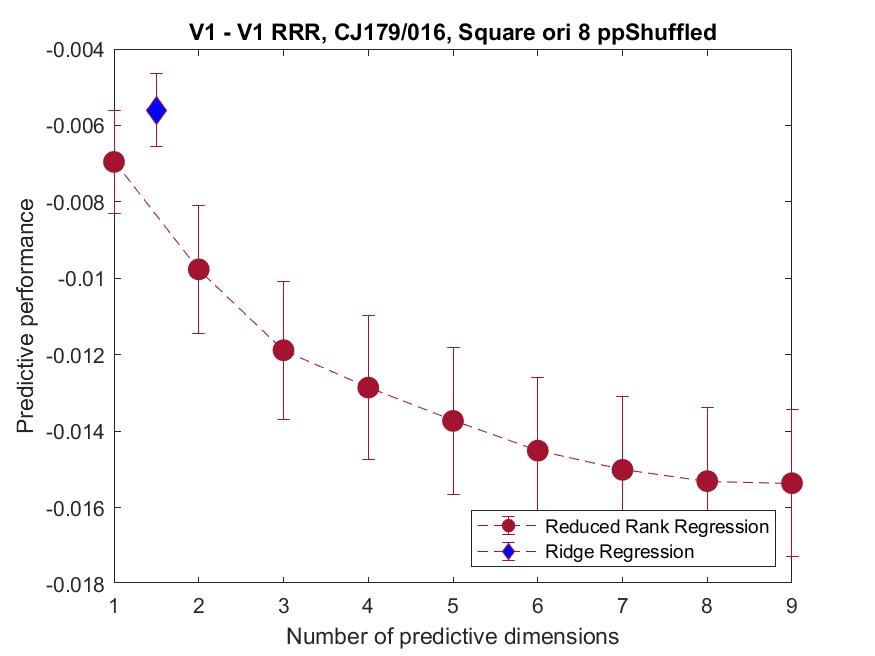 V1 - V1 RRR, CJ179/016, Square ori 8 ppShuffled
-0.004
-0.006
-0.008
-0.01
-0.012
-0.014
-0.016
-0.018
Predictive performance
Reduced Rank Regression
Ridge Regression
1 2 3 4 5 6 7 8 9
Number of predictive dimensions